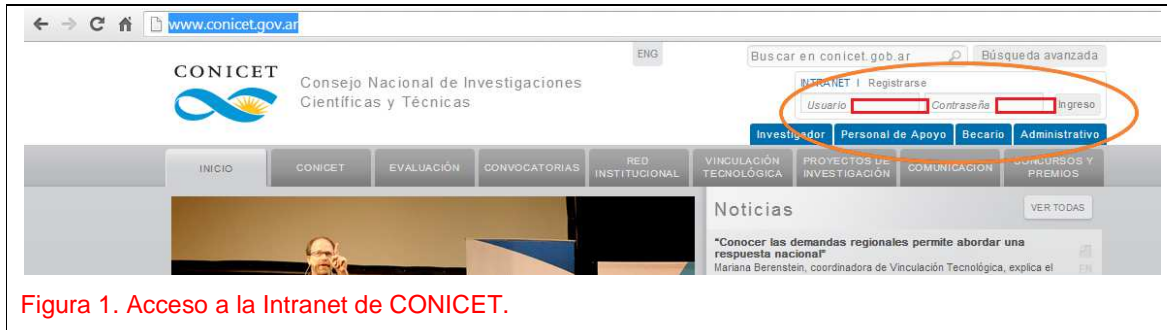 www.conicet.gov.ar
ENG
Buscar en conicet.gob.ar
Búsqueda avanzada
CONICET
Consejo Nacional de Investigaciones
Científicas y Técnicas
INTRANET | Registrarse
Usuario
Contraseña
Ingreso
Investigador
Personal de Apoyo
Becario
Administrativo
INICIO
CONICET
EVALUACIÓN
CONVOCATORIAS
RED
INSTITUCIONAL
VINCULACIÓN
TECNOLÓGICA
PROYECTOS DE
INVESTIGACIÓN
COMUNICACIÓN
CONCURSOS Y
PREMIOS
Noticias
VER TODAS
"Conocer las demandas regionales permite abordar una
respuesta nacional"
Mariana Berenstein, coordinadora de Vinculación Tecnológica, explica el
EN
Figura 1. Acceso a la Intranet de CONICET.